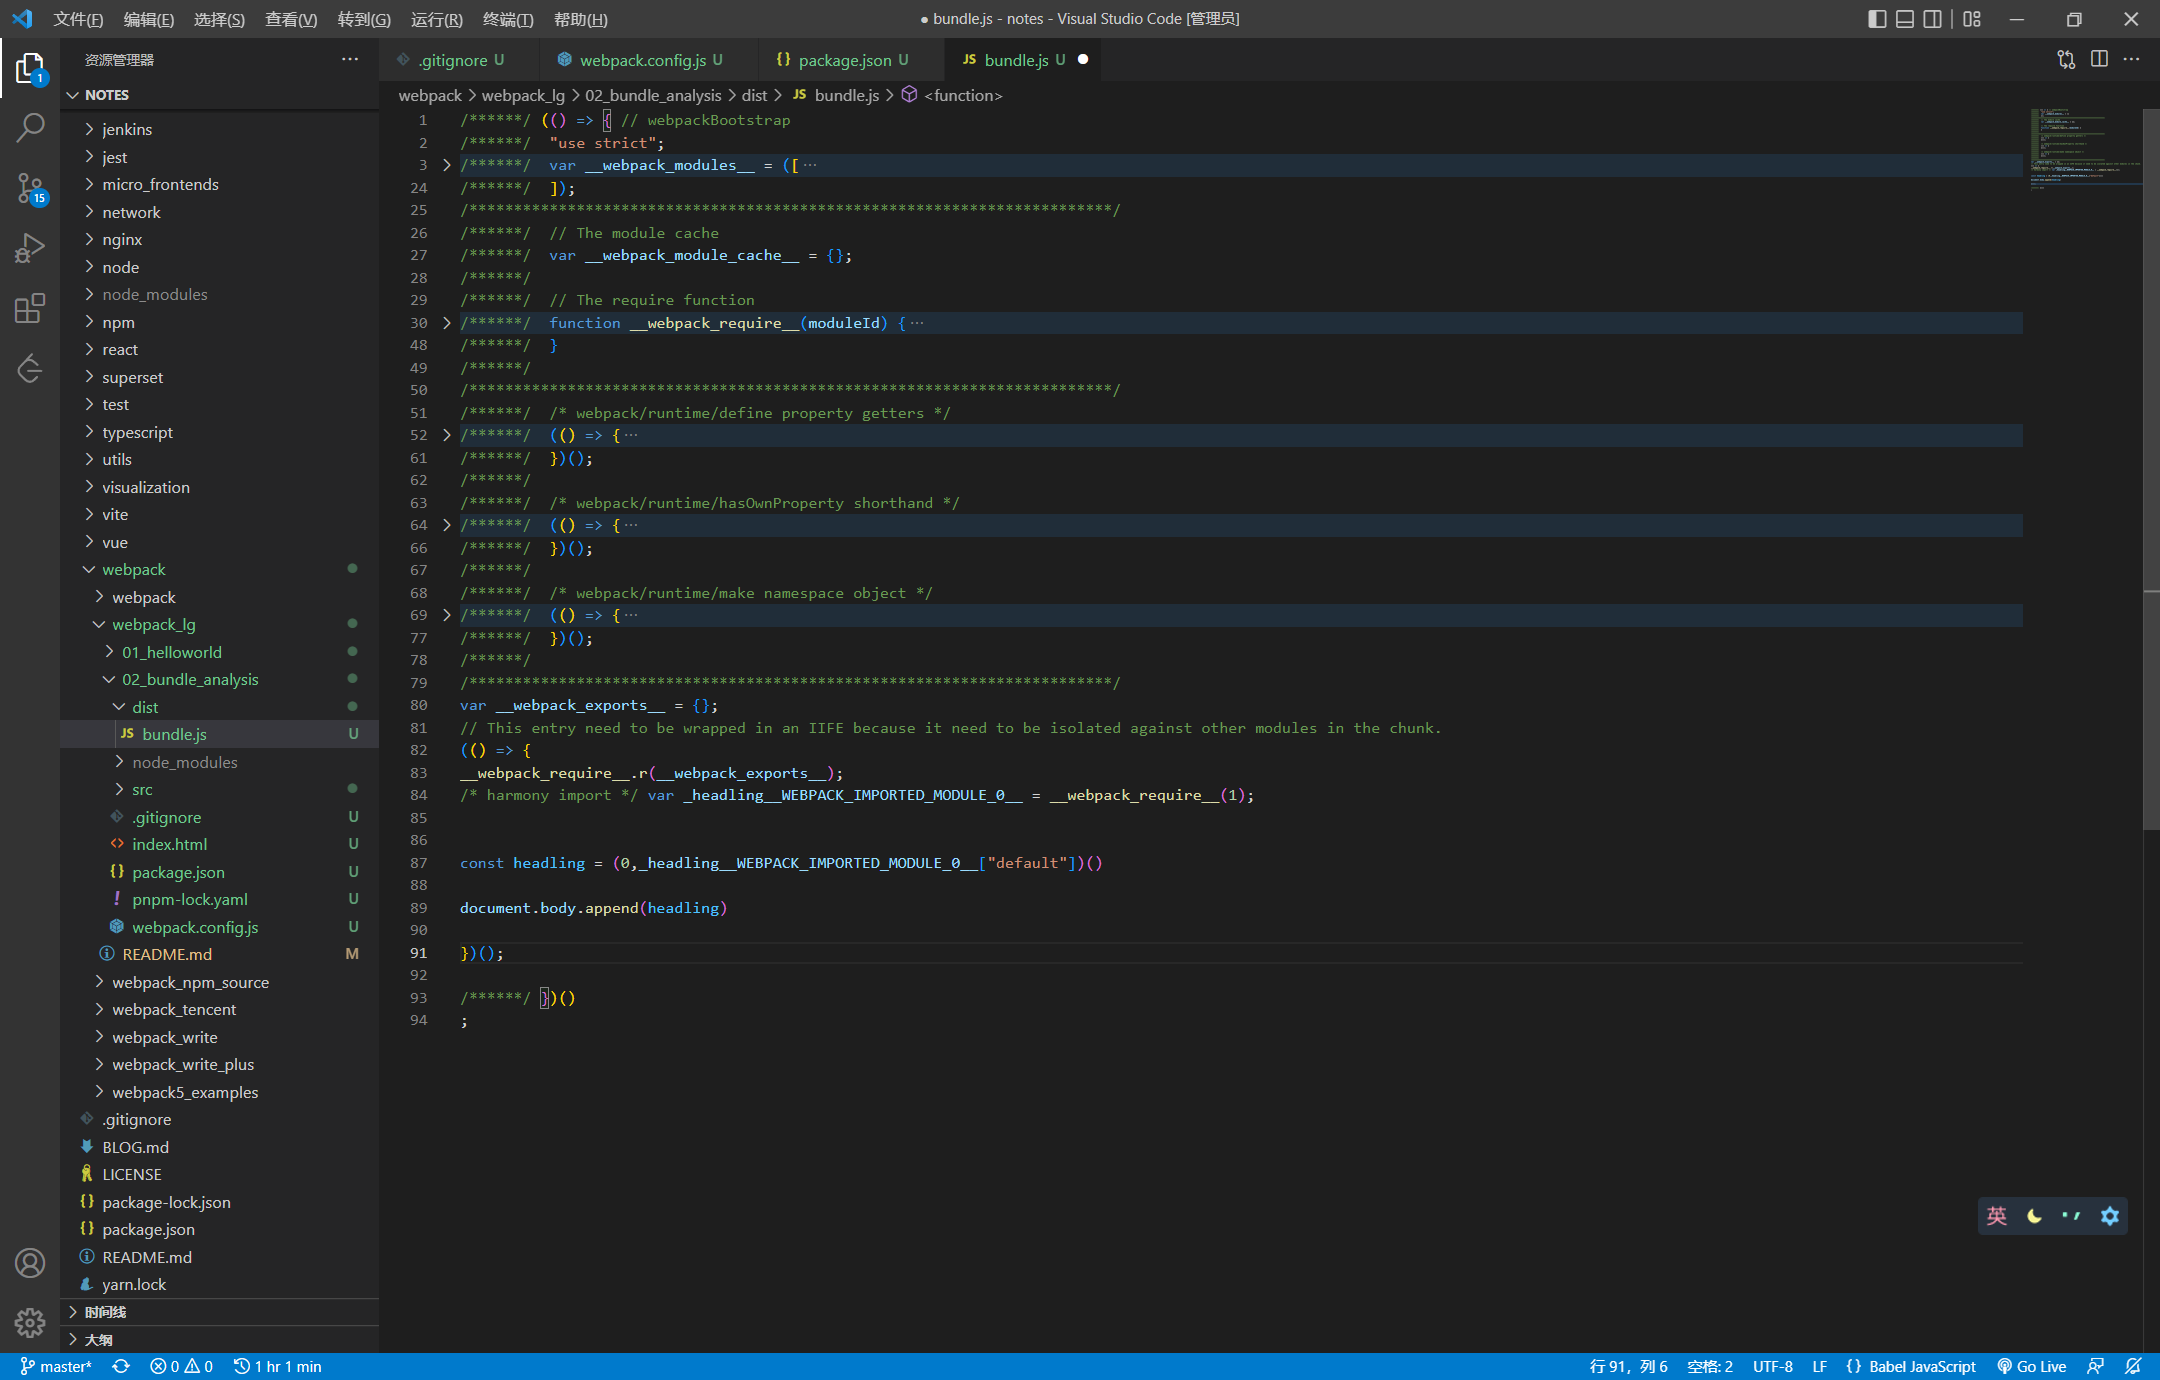 文件(F) 编辑(E) 选择(S) 查看(V) 转到(G) 运行(R) 终端(T) 帮助(H)
● bundle.js - notes - Visual Studio Code [管理员]
资源管理器
NOTES
jenkins
jest
micro_frontends
network
nginx
node
node_modules
npm
react
superset
test
typescript
utils
visualization
vite
vue
webpack
webpack
webpack_lg
01_helloworld
02_bundle_analysis
dist
JS bundle.js U
node_modules
src
.gitignore U
index.html U
package.json U
pnpm-lock.yaml U
webpack.config.js U
README.md M
webpack_npm_source
webpack_tencent
webpack_write
webpack_write_plus
webpack5_examples
.gitignore
BLOG.md
LICENSE
package-lock.json
package.json
README.md
yarn.lock
时间线
大纲
1
15
.gitignore U
webpack.config.js U
package.json U
JS bundle.js U
webpack > webpack_lg > 02_bundle_analysis > dist > JS bundle.js > <function>
1 /******/ (() => { // webpackBootstrap
2 /******/ "use strict";
3 /******/ var __webpack_modules__ = ([ ···
24 /******/ ]);
25 /************************************************************************/
26 /******/ // The module cache
27 /******/ var __webpack_module_cache__ = {};
28 /******/
29 /******/ // The require function
30 /******/ function __webpack_require__(moduleId) { ···
48 /******/ }
49 /******/
50 /************************************************************************/
51 /******/ /* webpack/runtime/define property getters */
52 /******/ (() => { ···
61 /******/ })();
62 /******/
63 /******/ /* webpack/runtime/hasOwnProperty shorthand */
64 /******/ (() => { ···
66 /******/ })();
67 /******/
68 /******/ /* webpack/runtime/make namespace object */
69 /******/ (() => { ···
77 /******/ })();
78 /******/
79 /************************************************************************/
80 var __webpack_exports__ = {};
81 // This entry need to be wrapped in an IIFE because it need to be isolated against other modules in the chunk.
82 (() => {
83 __webpack_require__.r(__webpack_exports__);
84 /* harmony import */ var _headling__WEBPACK_IMPORTED_MODULE_0__ = __webpack_require__(1);
85
86
87 const headling = (0,_headling__WEBPACK_IMPORTED_MODULE_0__["default"])()
88
89 document.body.append(headling)
90
91 })();
92
93 /******/ })()
94 ;
英
master* 0 0 1 hr 1 min
行 91，列 6 空格: 2 UTF-8 LF {} Babel JavaScript Go Live